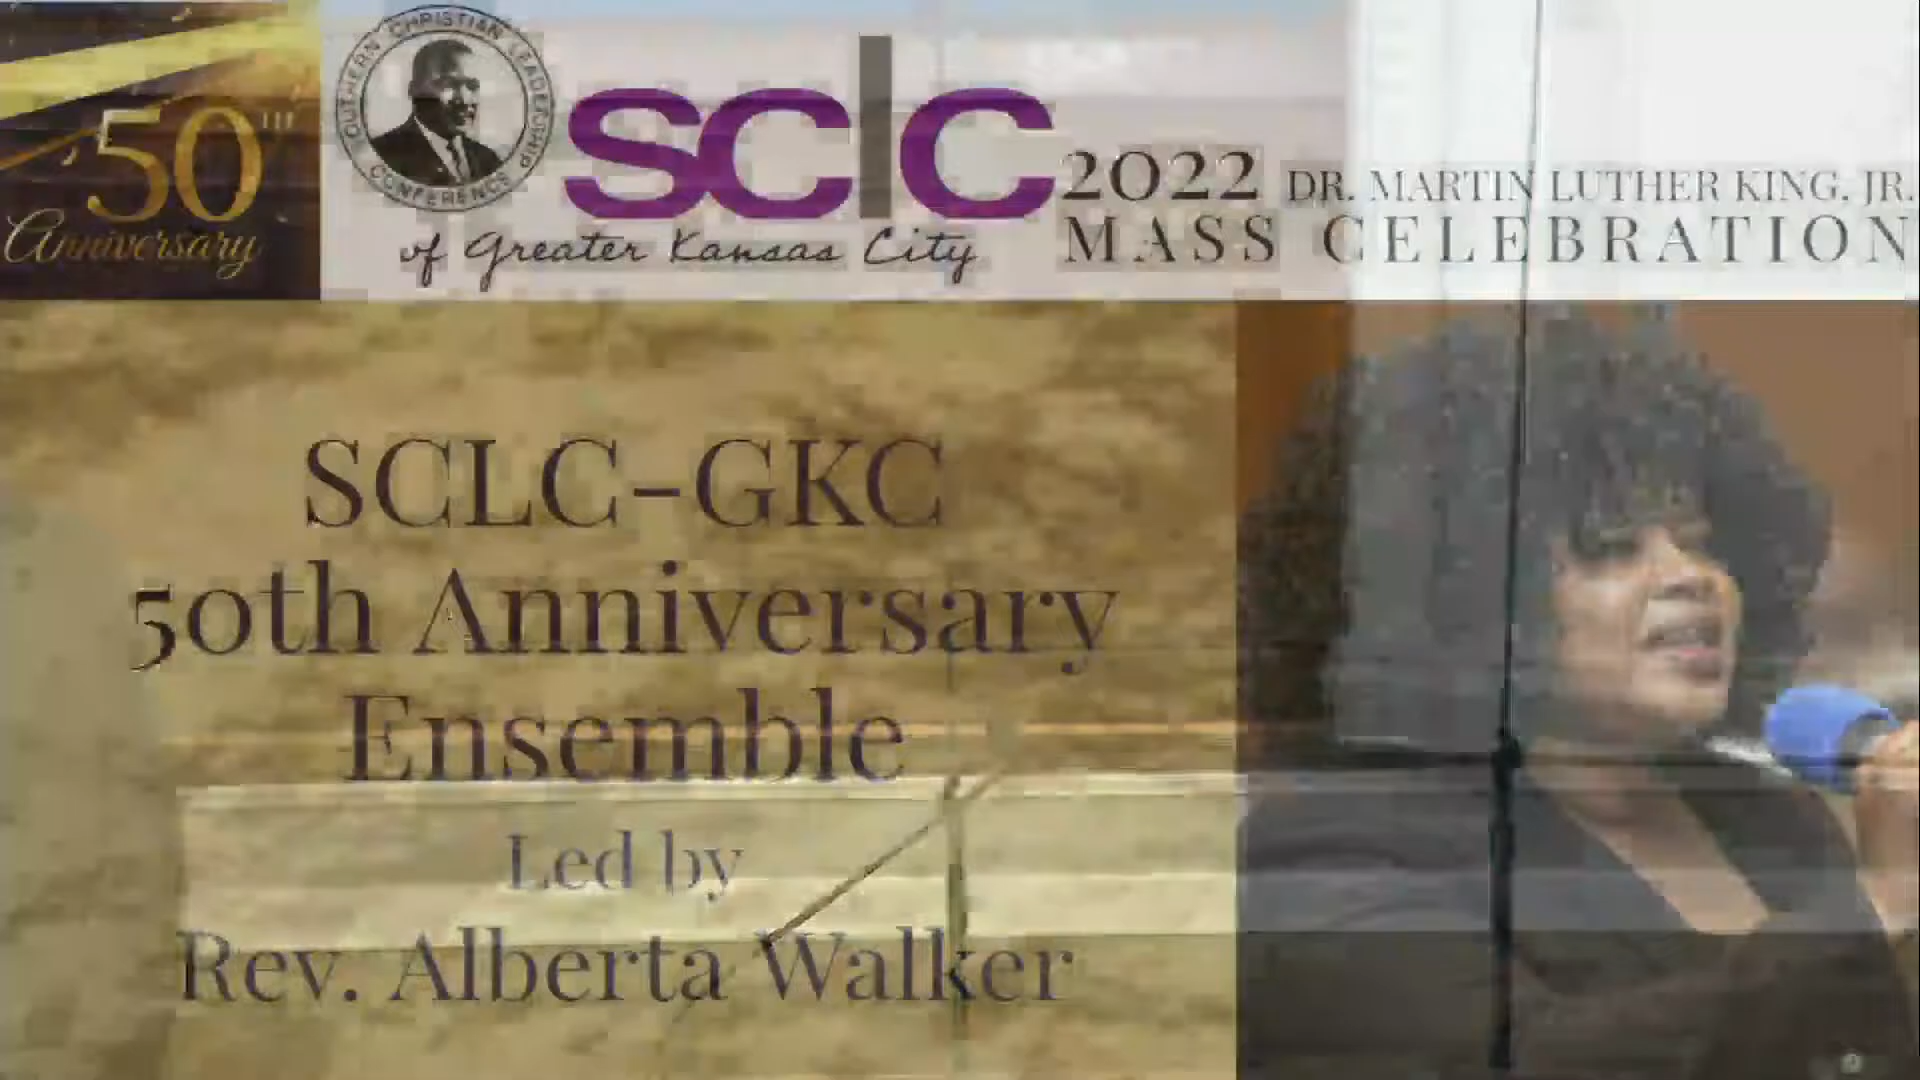 50TH
Anniversary
SOUTHERN CHRISTIAN LEADERSHIP
CONFERENCE
SCLC
of Greater Kansas City
2022 DR. MARTIN LUTHER KING, JR.
MASS CELEBRATION
SCLC-GKC
50th Anniversary
Ensemble
Led by
Rev. Alberta Walker